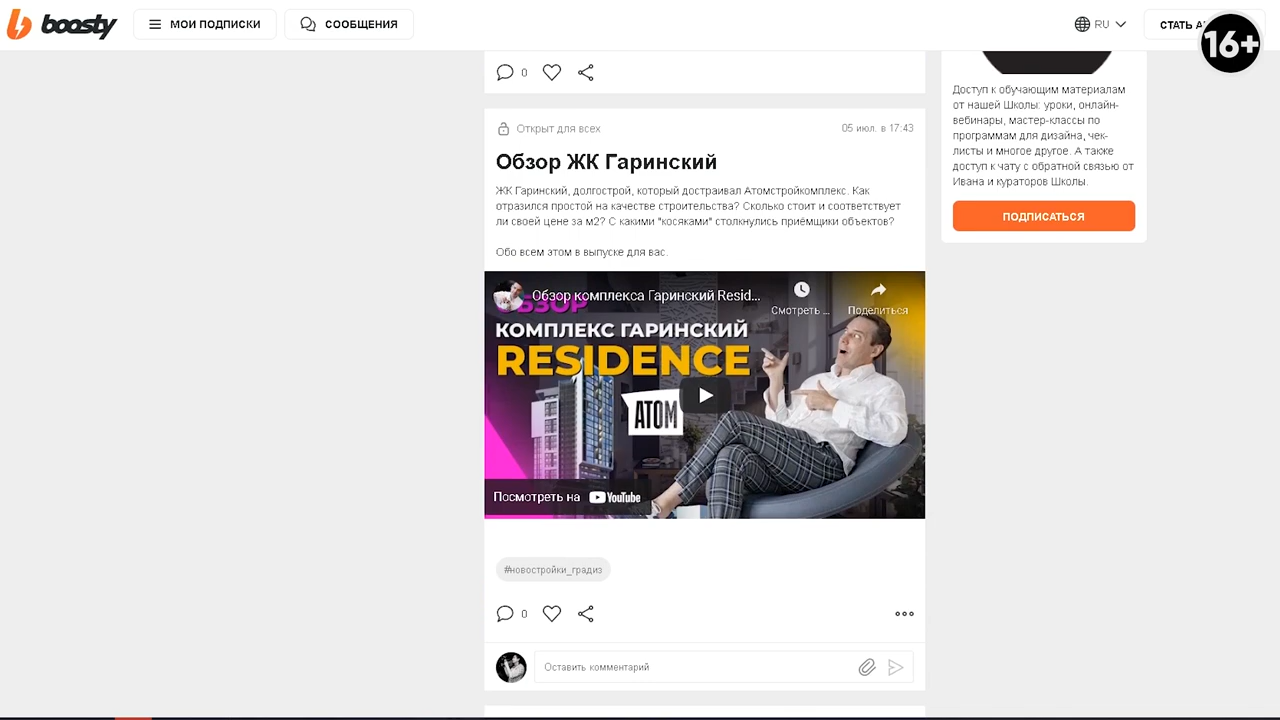 boosty
МОИ ПОДПИСКИ
СООБЩЕНИЯ
RU
СТАТЬ
16+
0
Открыт для всех
05 июл. в 17:43
Обзор ЖК Гаринский
ЖК Гаринский, долгострой, который достраивал Атомстройкомплекс. Как
отразился простой на качестве строительства? Сколько стоит и соответствует
ли своей цене за м2? С какими "косяками" столкнулись приёмщики объектов?
Обо всем этом в выпуске для вас.
Обзор комплекса Гаринский Resid...
Смотреть ...
Поделиться
ОБЗОР
КОМПЛЕКС ГАРИНСКИЙ
RESIDENCE
АТОМ
Посмотреть на YouTube
#новостройки_градиз
0
Оставить комментарий
Доступ к обучающим материалам
от нашей Школы: уроки, онлайн-
вебинары, мастер-классы по
программам для дизайна, чек-
листы и многое другое. А также
доступ к чату с обратной связью от
Ивана и кураторов Школы.
ПОДПИСАТЬСЯ